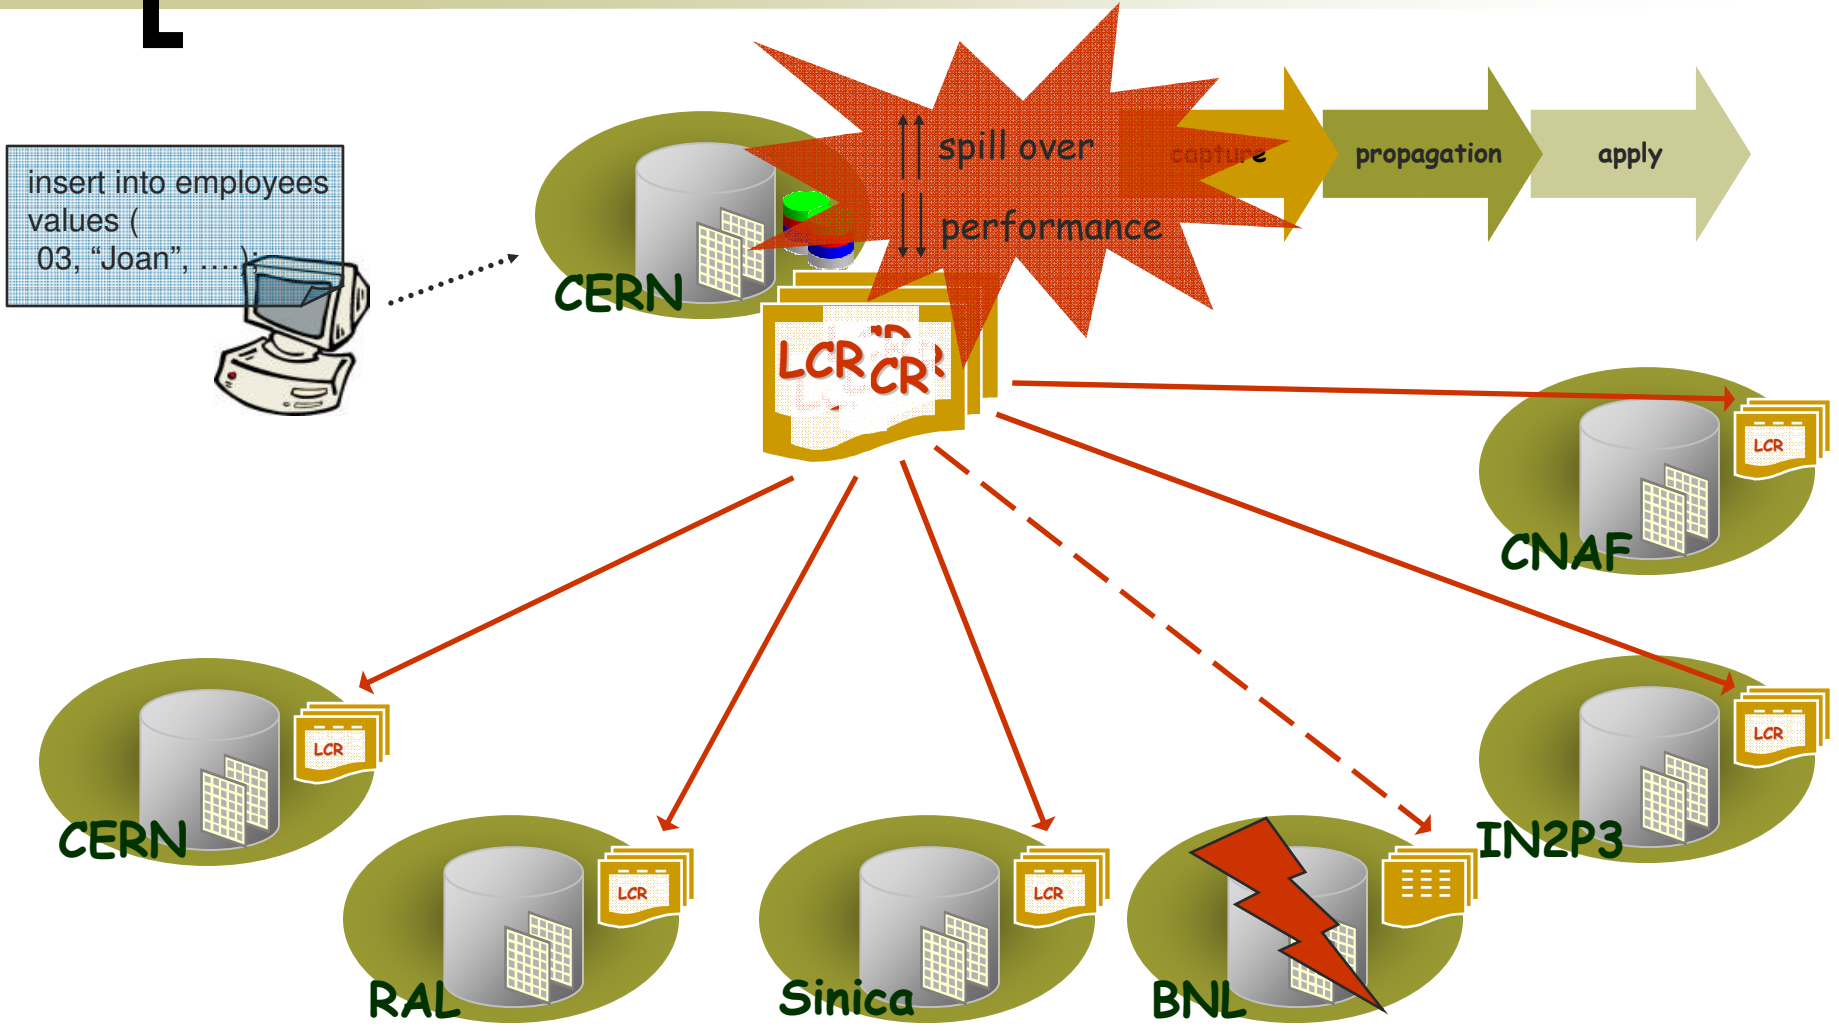 L
insert into employees
values (
03, “Joan”, ….);
spill over
performance
capture
propagation
apply
CERN
LCR
CR
LCR
CNAF
LCR
IN2P3
LCR
CERN
LCR
RAL
LCR
Sinica
BNL